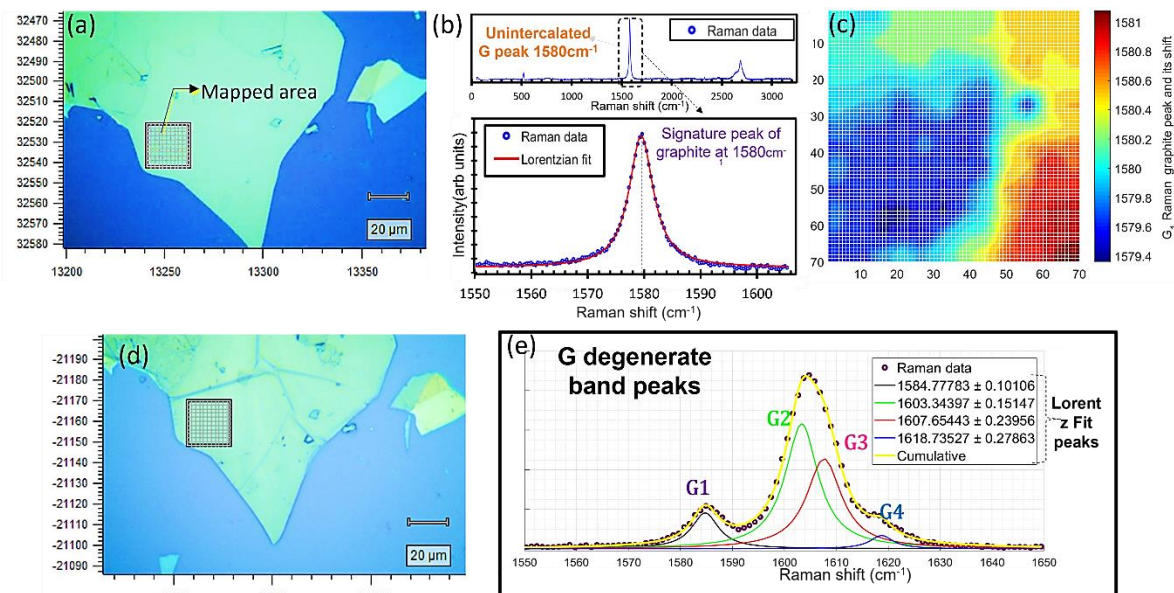 (a)
32470
32480
32490
32500
32510
32520
32530
32540
32550
32560
32570
32580
13200
13250
13300
13350
Mapped area
20 µm
(b)
Unintercalated
G peak 1580cm-1
Raman data
0 500 1000 1500 2000 2500 3000
Raman shift (cm-1)
Raman data
Lorentzian fit
Signature peak of
graphite at 1580cm-
1
Intensity(arb units)
1550 1560 1570 1580 1590 1600
Raman shift (cm-1)
(c)
10
20
30
40
50
60
70
10 20 30 40 50 60 70
1581
1580.8
1580.6
1580.4
1580.2
1580
1579.8
1579.6
1579.4
G1 Raman graphite peak and its shift
(d)
-21190
-21180
-21170
-21160
-21150
-21140
-21130
-21120
-21110
-21100
-21090
20 µm
(e)
G degenerate
band peaks
G1
G2
G3
G4
Raman data
1584.77783 ± 0.10106
1603.34397 ± 0.15147
1607.65443 ± 0.23956
1618.73527 ± 0.27863
Cumulative
Lorent
z Fit
peaks
1550 1560 1570 1580 1590 1600 1610 1620 1630 1640 1650
Raman shift (cm-1)